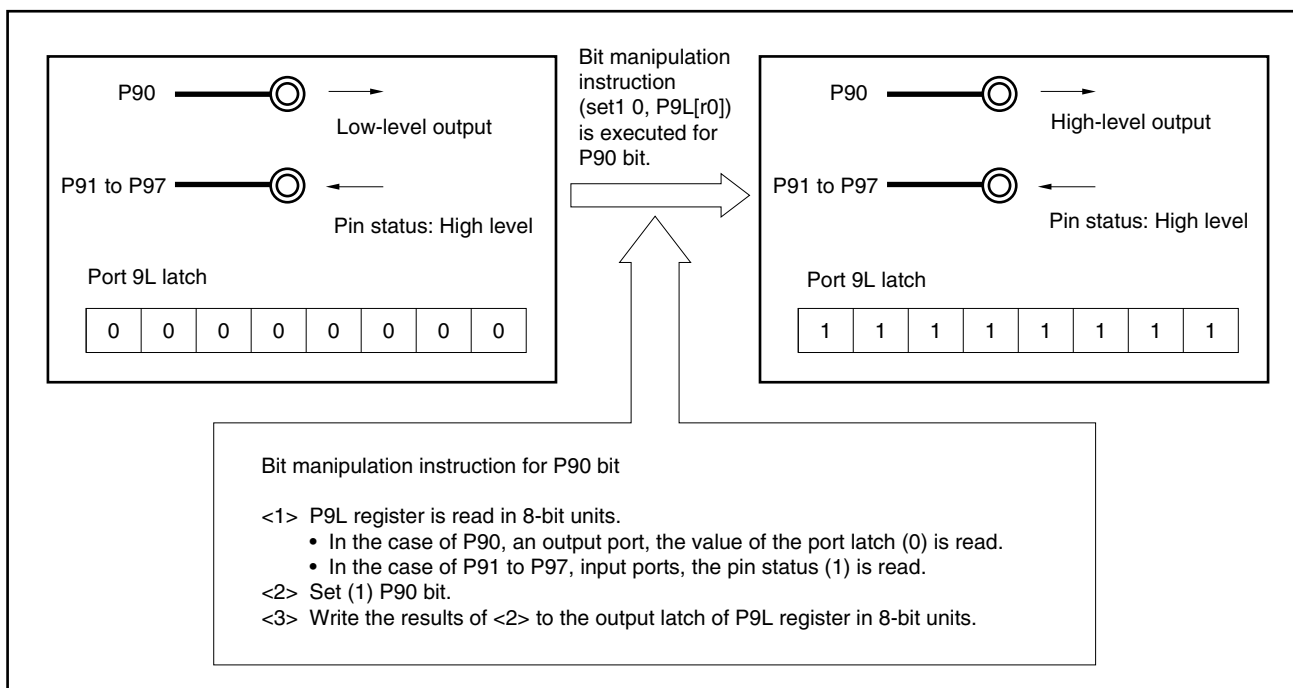 P90
Low-level output
P91 to P97
Pin status: High level
Port 9L latch
0 0 0 0 0 0 0 0
Bit manipulation
instruction
(set1 0, P9L[r0])
is executed for
P90 bit.
P90
High-level output
P91 to P97
Pin status: High level
Port 9L latch
1 1 1 1 1 1 1 1
Bit manipulation instruction for P90 bit
<1> P9L register is read in 8-bit units.
• In the case of P90, an output port, the value of the port latch (0) is read.
• In the case of P91 to P97, input ports, the pin status (1) is read.
<2> Set (1) P90 bit.
<3> Write the results of <2> to the output latch of P9L register in 8-bit units.